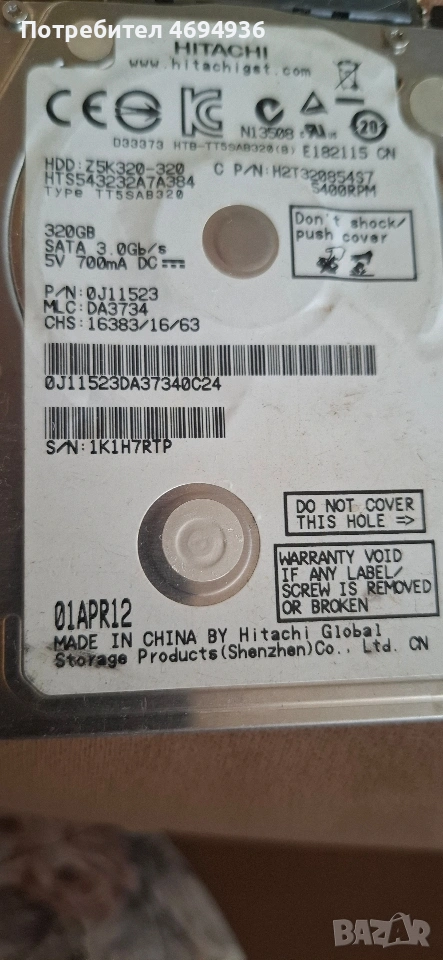 Потребител 4694936
HITACHI
www.hitachigst.com
N13508
20
D33373 HTB-TT5SAB320(B) E182115 CN
HDD: Z5K320-320 C P/N: H2T320854S7
HTS543232A7A384 5400RPM
Type TT5SAB320
Don't shock/
push cover
320GB
SATA 3.0Gb/s
5V 700mA DC
P/N: 0J11523
MLC: DA3734
CHS: 16383/16/63
0J11523DA37340C24
S/N: 1K1H7RTP
DO NOT COVER
THIS HOLE =>
WARRANTY VOID
IF ANY LABEL/
SCREW IS REMOVED
OR BROKEN
01APR12
MADE IN CHINA BY Hitachi Global
Storage Products(Shenzhen)Co., Ltd. CN
BAZAR